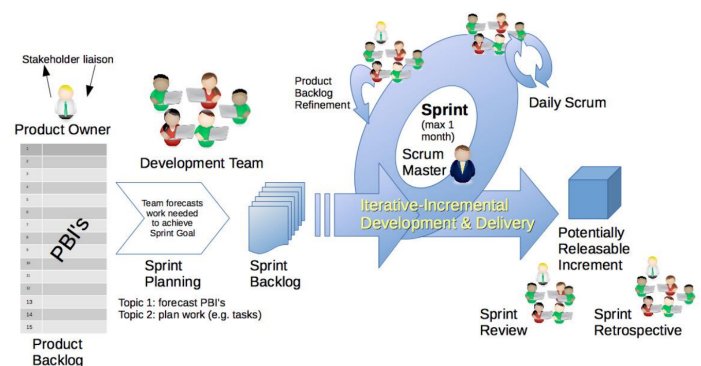 Stakeholder liaison
Product Owner
PBI's
13
14
15
Product
Backlog
Development Team
Team forecasts
work needed
to achieve
Sprint Goal
Sprint
Planning
Topic 1: forecast PBI's
Topic 2: plan work (e.g. tasks)
Sprint
Backlog
Product
Backlog
Refinement
Sprint
(max 1
month)
Scrum
Master
Daily Scrum
Iterative-Incremental
Development & Delivery
Potentially
Releasable
Increment
Sprint
Review
Sprint
Retrospective